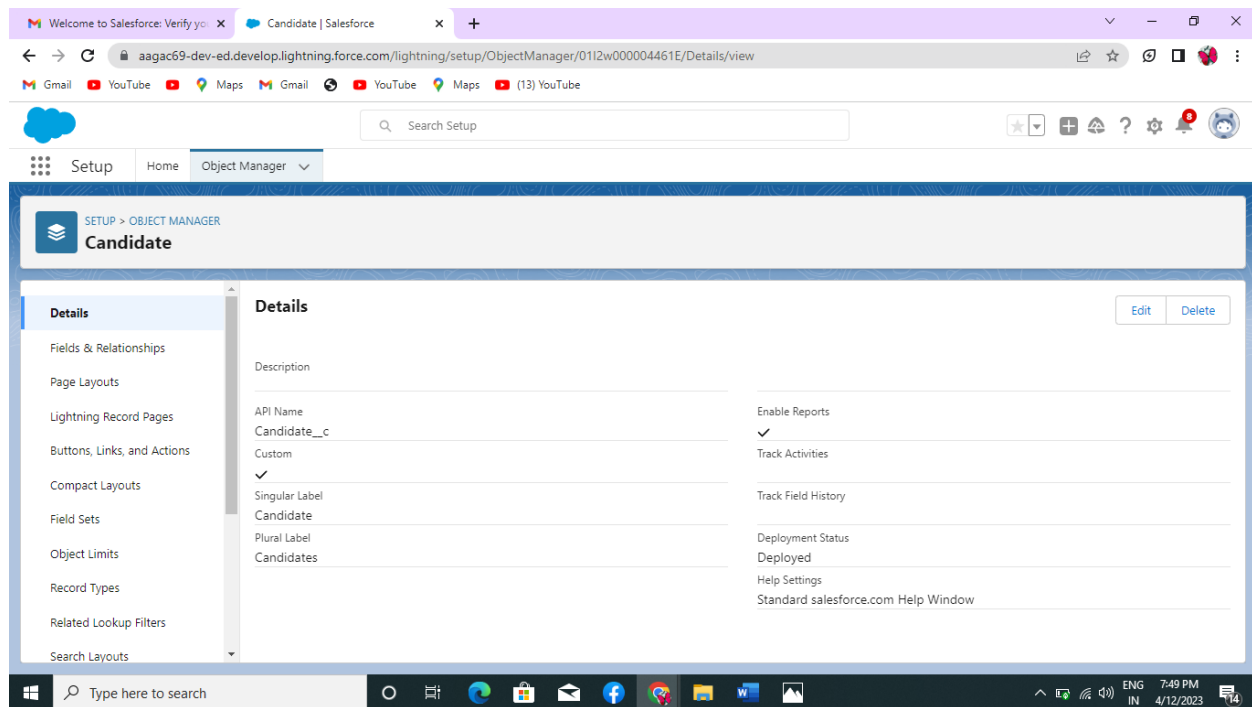 Welcome to Salesforce: Verify yo
Candidate | Salesforce
aagac69-dev-ed.develop.lightning.force.com/lightning/setup/ObjectManager/01I2w000004461E/Details/view
Gmail YouTube Maps Gmail YouTube Maps (13) YouTube
Search Setup
8
Setup Home Object Manager
SETUP > OBJECT MANAGER
Candidate
Details
Fields & Relationships
Page Layouts
Lightning Record Pages
Buttons, Links, and Actions
Compact Layouts
Field Sets
Object Limits
Record Types
Related Lookup Filters
Search Layouts
Details
Edit Delete
Description
API Name
Candidate__c
Custom
Singular Label
Candidate
Plural Label
Candidates
Enable Reports
Track Activities
Track Field History
Deployment Status
Deployed
Help Settings
Standard salesforce.com Help Window
Type here to search
ENG
IN
7:49 PM
4/12/2023
14